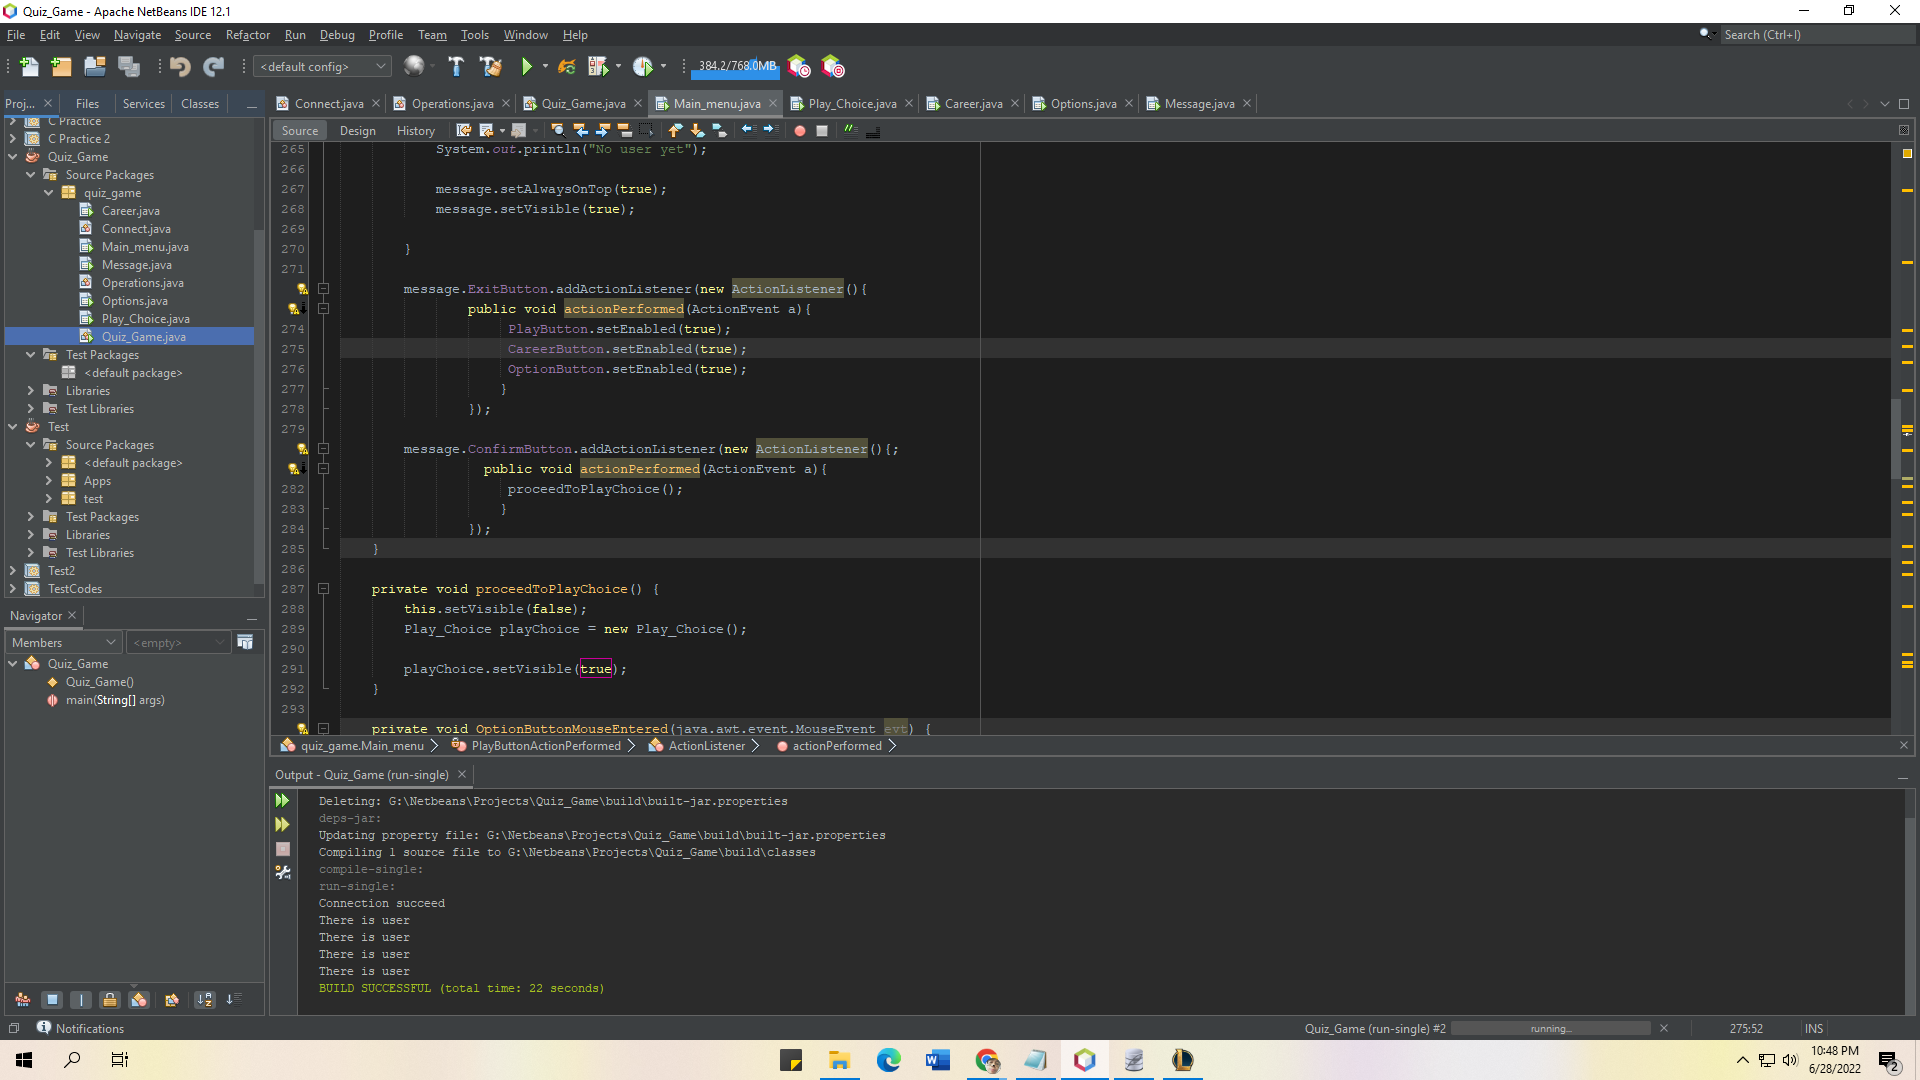 Quiz_Game - Apache NetBeans IDE 12.1
File Edit View Navigate Source Refactor Run Debug Profile Team Tools Window Help
Search (Ctrl+I)
<default config>
384.2/768.0MB
Proj... Files Services Classes
Connect.java Operations.java Quiz_Game.java Main_menu.java Play_Choice.java Career.java Options.java Message.java
Source Design History
C Practice
C Practice 2
Quiz_Game
Source Packages
quiz_game
Career.java
Connect.java
Main_menu.java
Message.java
Operations.java
Options.java
Play_Choice.java
Quiz_Game.java
Test Packages
<default package>
Libraries
Test Libraries
Test
Source Packages
<default package>
Apps
test
Test Packages
Libraries
Test Libraries
Test2
TestCodes
265 System.out.println("No user yet");
266
267 message.setAlwaysOnTop(true);
268 message.setVisible(true);
269
270 }
271
message.ExitButton.addActionListener(new ActionListener(){
public void actionPerformed(ActionEvent a){
274 PlayButton.setEnabled(true);
275 CareerButton.setEnabled(true);
276 OptionButton.setEnabled(true);
277 }
278 });
279
message.ConfirmButton.addActionListener(new ActionListener(){;
public void actionPerformed(ActionEvent a){
282 proceedToPlayChoice();
283 }
284 });
285 }
286
287 private void proceedToPlayChoice() {
288 this.setVisible(false);
289 Play_Choice playChoice = new Play_Choice();
290
291 playChoice.setVisible(true);
292 }
293
private void OptionButtonMouseEntered(java.awt.event.MouseEvent evt) {
quiz_game.Main_menu PlayButtonActionPerformed ActionListener actionPerformed
Navigator
Members <empty>
Quiz_Game
Quiz_Game()
main(String[] args)
Output - Quiz_Game (run-single)
Deleting: G:\Netbeans\Projects\Quiz_Game\build\built-jar.properties
deps-jar:
Updating property file: G:\Netbeans\Projects\Quiz_Game\build\built-jar.properties
Compiling 1 source file to G:\Netbeans\Projects\Quiz_Game\build\classes
compile-single:
run-single:
Connection succeed
There is user
There is user
There is user
There is user
BUILD SUCCESSFUL (total time: 22 seconds)
Notifications
Quiz_Game (run-single) #2 running... 275:52 INS
10:48 PM
6/28/2022
2